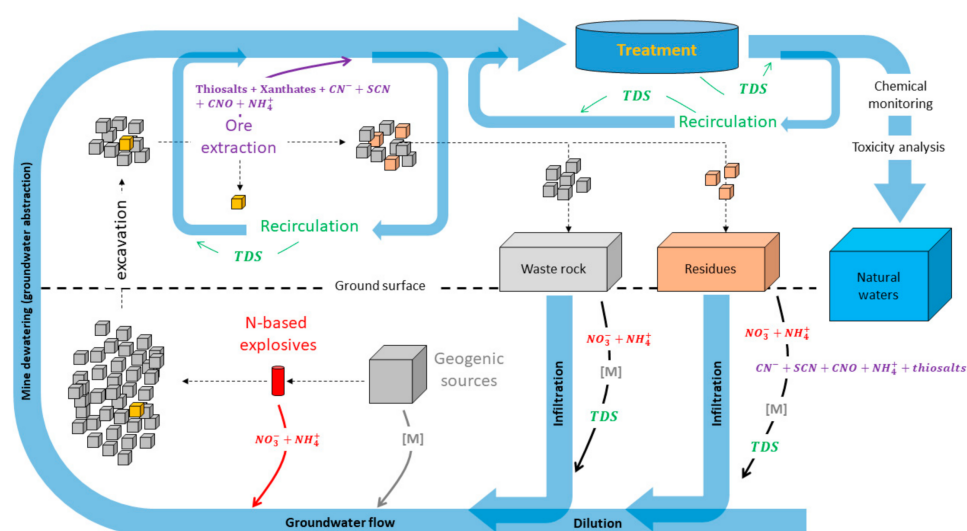 Treatment
Thiosalts + Xanthates + CN⁻ + SCN
+ CNO + NH₄⁺
Ore
extraction
TDS
TDS
Recirculation
Chemical
monitoring
Toxicity analysis
Recirculation
TDS
Mine dewatering (groundwater abstraction)
excavation
Waste rock
Residues
Natural
waters
Ground surface
N-based
explosives
Geogenic
sources
NO₃⁻ + NH₄⁺
[M]
Infiltration
NO₃⁻ + NH₄⁺
[M]
TDS
Infiltration
NO₃⁻ + NH₄⁺
CN⁻ + SCN + CNO + NH₄⁺ + thiosalts
[M]
TDS
Groundwater flow
Dilution